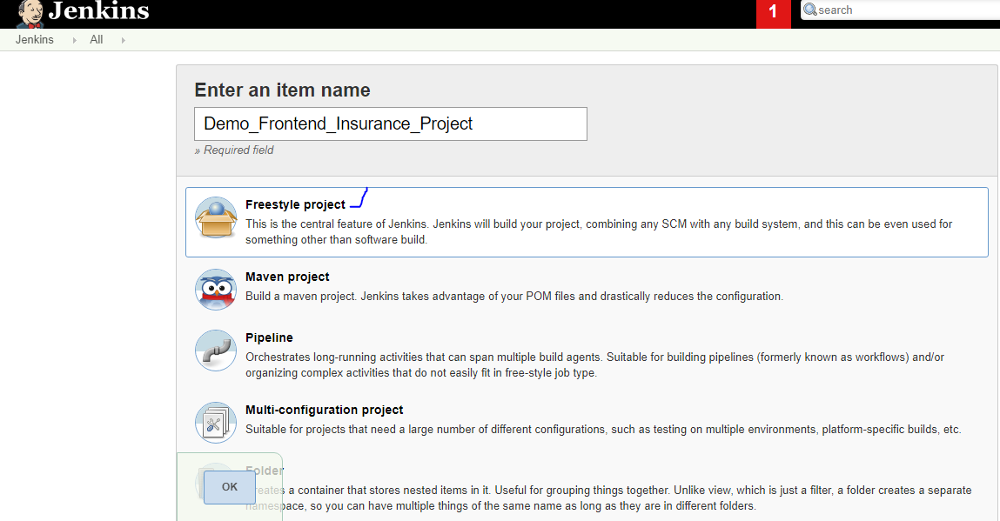 Jenkins
1
search
Jenkins
All
Enter an item name
Demo_Frontend_Insurance_Project
» Required field
Freestyle project
This is the central feature of Jenkins. Jenkins will build your project, combining any SCM with any build system, and this can be even used for
something other than software build.
Maven project
Build a maven project. Jenkins takes advantage of your POM files and drastically reduces the configuration.
Pipeline
Orchestrates long-running activities that can span multiple build agents. Suitable for building pipelines (formerly known as workflows) and/or
organizing complex activities that do not easily fit in free-style job type.
Multi-configuration project
Suitable for projects that need a large number of different configurations, such as testing on multiple environments, platform-specific builds, etc.
Folder
Creates a container that stores nested items in it. Useful for grouping things together. Unlike view, which is just a filter, a folder creates a separate
namespace, so you can have multiple things of the same name as long as they are in different folders.
OK